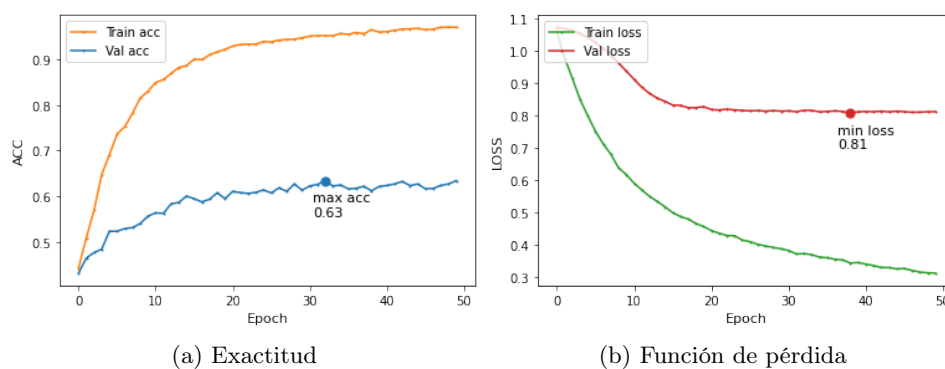 Train acc
Val acc
0.9
0.8
0.7
0.6
0.5
ACC
max acc
0.63
0 10 20 30 40 50
Epoch
(a) Exactitud
1.1
1.0
0.9
0.8
0.7
0.6
0.5
0.4
0.3
LOSS
Train loss
Val loss
min loss
0.81
0 10 20 30 40 50
Epoch
(b) Función de pérdida